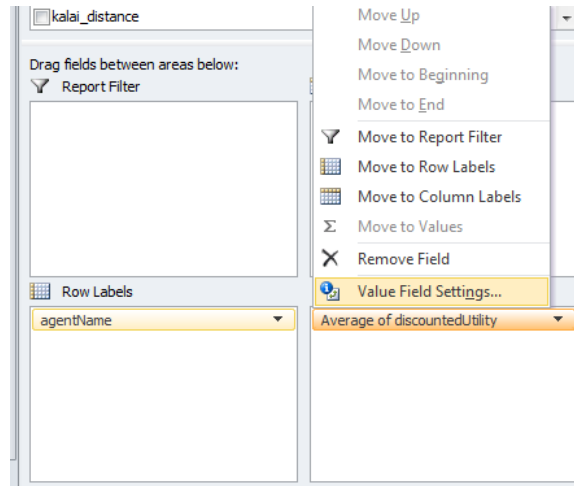 kalai_distance
Drag fields between areas below:
Report Filter
Row Labels
agentName
Move Up
Move Down
Move to Beginning
Move to End
Move to Report Filter
Move to Row Labels
Move to Column Labels
Σ Move to Values
Remove Field
Value Field Settings...
Average of discountedUtility